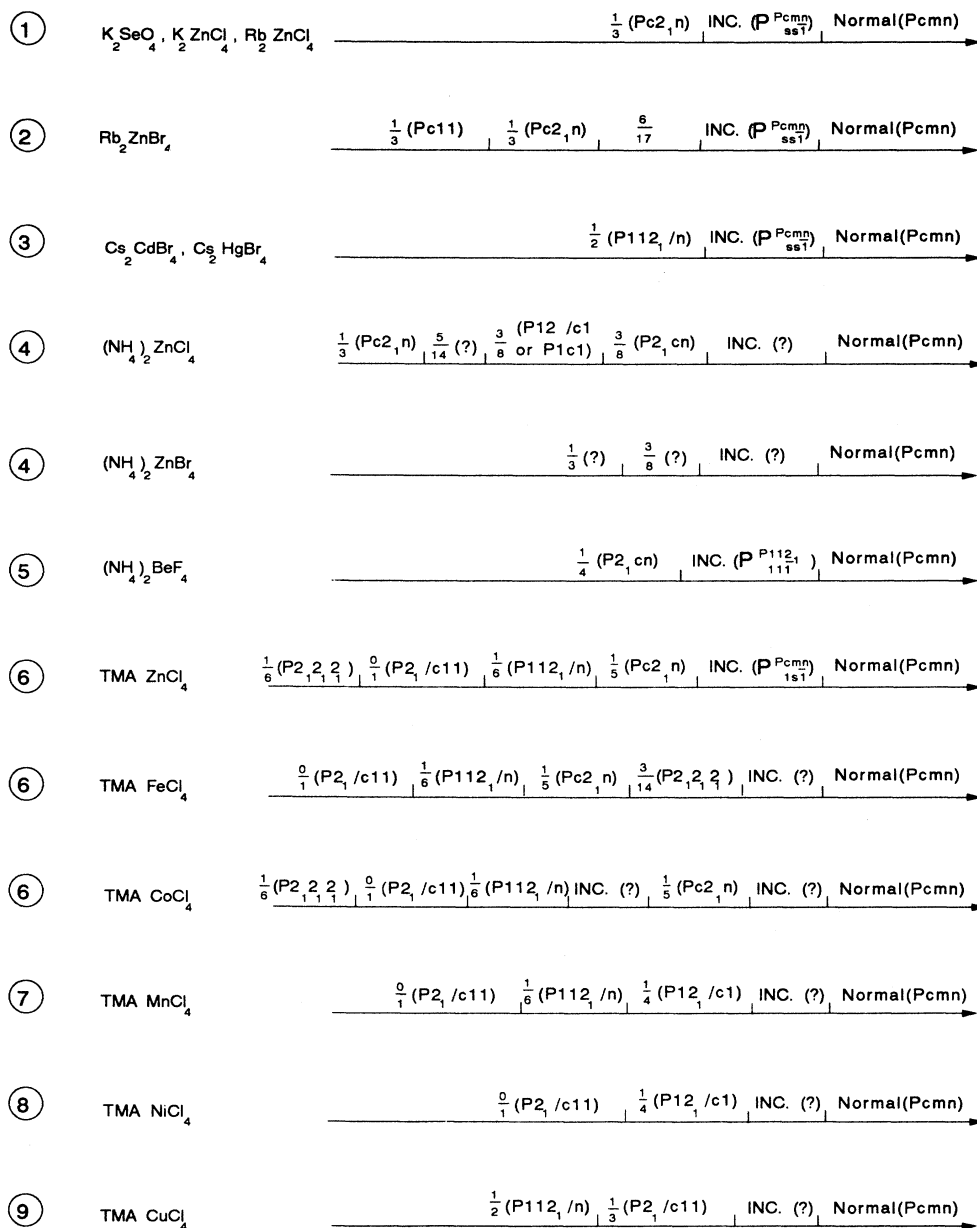 ① K₂SeO₄ , K₂ZnCl₄ , Rb₂ZnCl₄ 1/3 (Pc2₁n) INC. (P Pcmn ss1̄) Normal(Pcmn)
② Rb₂ZnBr₄ 1/3 (Pc11) 1/3 (Pc2₁n) 6/17 INC. (P Pcmn ss1̄) Normal(Pcmn)
③ Cs₂CdBr₄ , Cs₂HgBr₄ 1/2 (P112₁/n) INC. (P Pcmn ss1̄) Normal(Pcmn)
④ (NH₄)₂ZnCl₄ 1/3 (Pc2₁n) 5/14 (?) 3/8 (P12 /c1 or P1c1) 3/8 (P2₁cn) INC. (?) Normal(Pcmn)
④ (NH₄)₂ZnBr₄ 1/3 (?) 3/8 (?) INC. (?) Normal(Pcmn)
⑤ (NH₄)₂BeF₄ 1/4 (P2₁cn) INC. (P P112₁ 111̄ ) Normal(Pcmn)
⑥ TMA ZnCl₄ 1/6 (P2₁2₁2₁) 0/1 (P2₁/c11) 1/6 (P112₁/n) 1/5 (Pc2₁n) INC. (P Pcmn 1s1̄) Normal(Pcmn)
⑥ TMA FeCl₄ 0/1 (P2₁/c11) 1/6 (P112₁/n) 1/5 (Pc2₁n) 3/14 (P2₁2₁2₁) INC. (?) Normal(Pcmn)
⑥ TMA CoCl₄ 1/6 (P2₁2₁2₁) 0/1 (P2₁/c11) 1/6 (P112₁/n) INC. (?) 1/5 (Pc2₁n) INC. (?) Normal(Pcmn)
⑦ TMA MnCl₄ 0/1 (P2₁/c11) 1/6 (P112₁/n) 1/4 (P12₁/c1) INC. (?) Normal(Pcmn)
⑧ TMA NiCl₄ 0/1 (P2₁/c11) 1/4 (P12₁/c1) INC. (?) Normal(Pcmn)
⑨ TMA CuCl₄ 1/2 (P112₁/n) 1/3 (P2₁/c11) INC. (?) Normal(Pcmn)